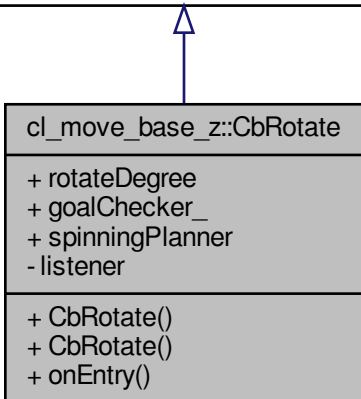 cl_move_base_z::CbRotate
+ rotateDegree
+ goalChecker_
+ spinningPlanner
- listener
+ CbRotate()
+ CbRotate()
+ onEntry()